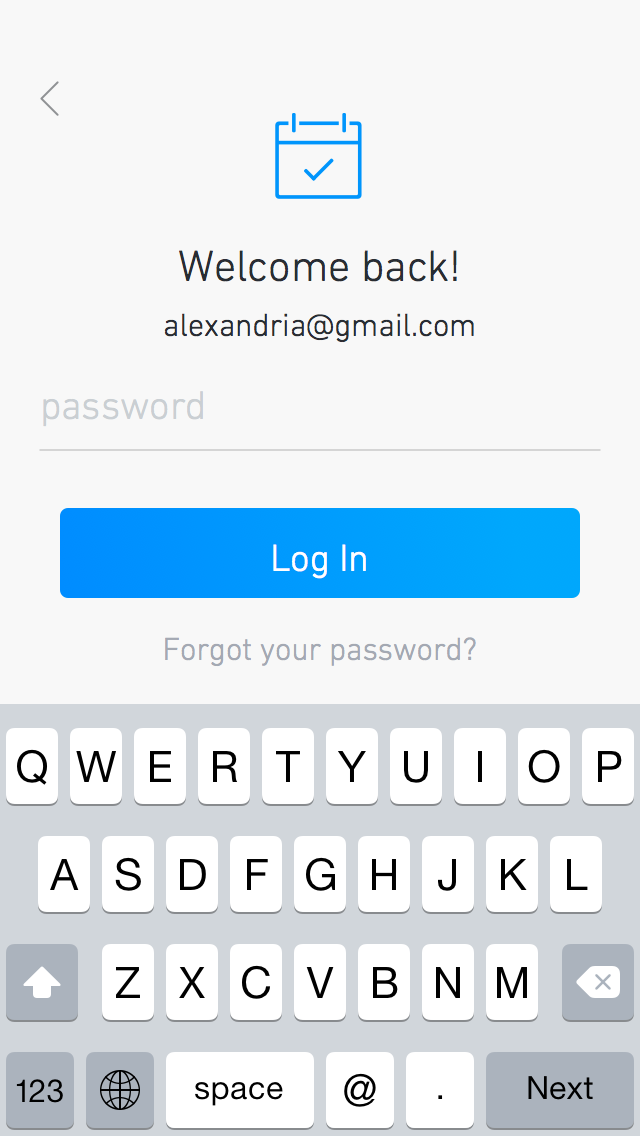 Welcome back!
alexandria@gmail.com
password
Log In
Forgot your password?
Q W E R T Y U I O P
A S D F G H J K L
Z X C V B N M
123 space @ . Next